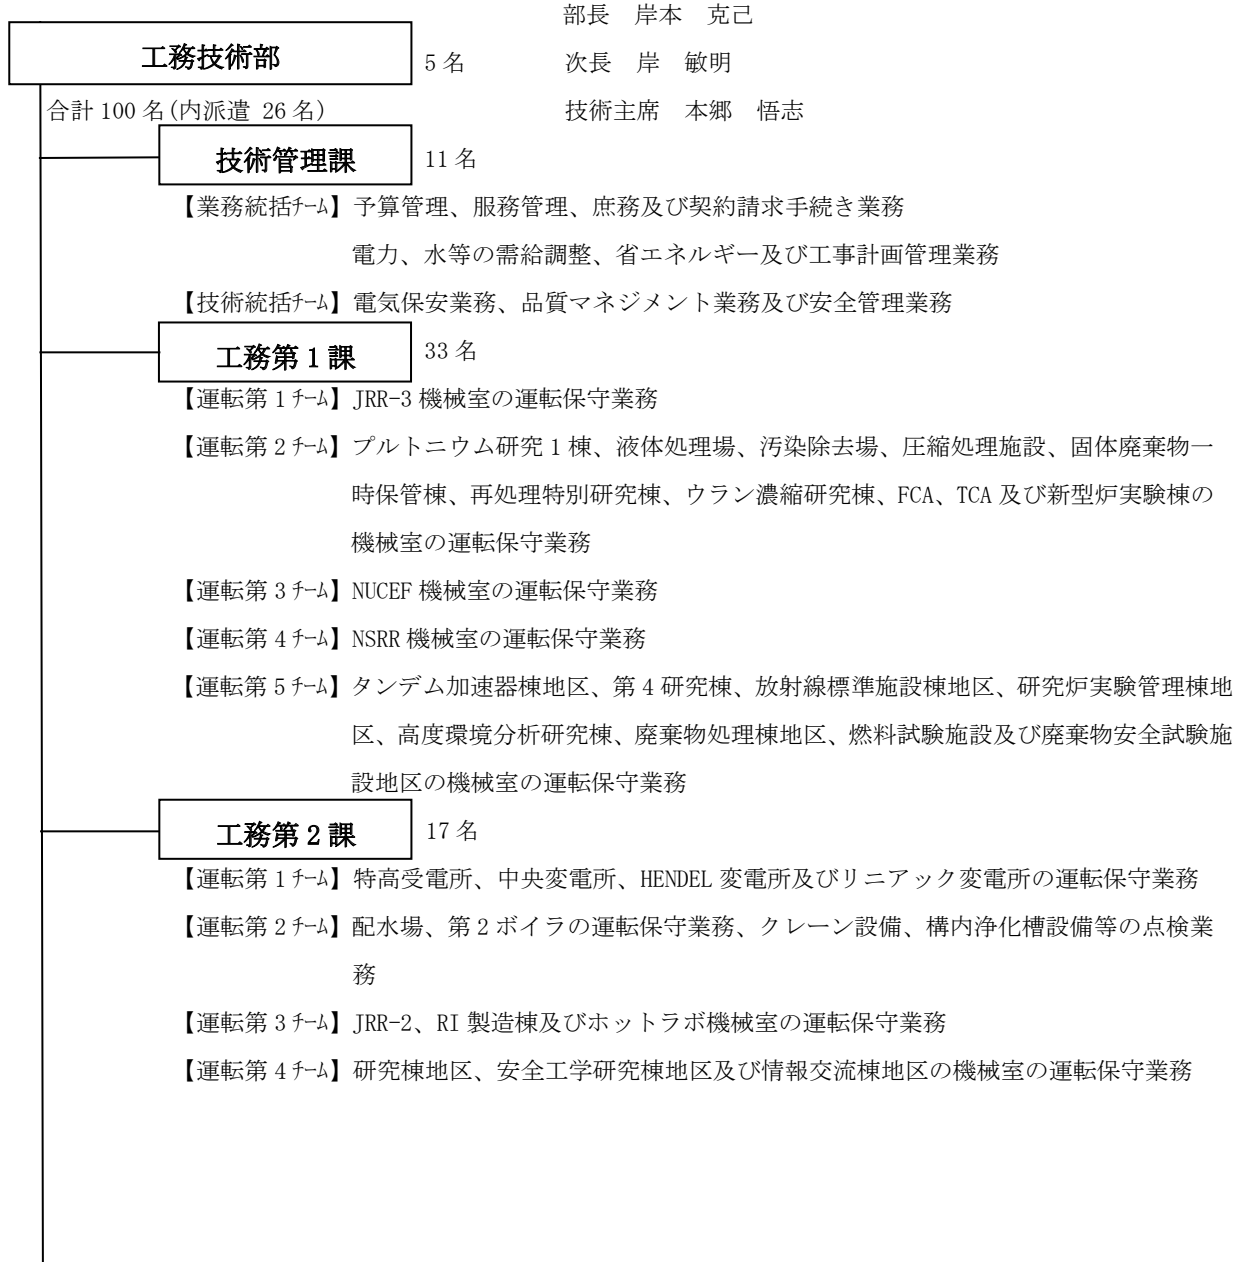 部長　岸本　克己
工務技術部 5名 次長　岸　敏明
合計100名(内派遣 26名) 技術主席　本郷　悟志
技術管理課 11名
【業務統括ﾁｰﾑ】予算管理、服務管理、庶務及び契約請求手続き業務
電力、水等の需給調整、省エネルギー及び工事計画管理業務
【技術統括ﾁｰﾑ】電気保安業務、品質マネジメント業務及び安全管理業務
工務第1課 33名
【運転第1ﾁｰﾑ】JRR-3機械室の運転保守業務
【運転第2ﾁｰﾑ】プルトニウム研究1棟、液体処理場、汚染除去場、圧縮処理施設、固体廃棄物一
時保管棟、再処理特別研究棟、ウラン濃縮研究棟、FCA、TCA及び新型炉実験棟の
機械室の運転保守業務
【運転第3ﾁｰﾑ】NUCEF機械室の運転保守業務
【運転第4ﾁｰﾑ】NSRR機械室の運転保守業務
【運転第5ﾁｰﾑ】タンデム加速器棟地区、第4研究棟、放射線標準施設棟地区、研究炉実験管理棟地
区、高度環境分析研究棟、廃棄物処理棟地区、燃料試験施設及び廃棄物安全試験施
設地区の機械室の運転保守業務
工務第2課 17名
【運転第1ﾁｰﾑ】特高受電所、中央変電所、HENDEL変電所及びリニアック変電所の運転保守業務
【運転第2ﾁｰﾑ】配水場、第2ボイラの運転保守業務、クレーン設備、構内浄化槽設備等の点検業
務
【運転第3ﾁｰﾑ】JRR-2、RI製造棟及びホットラボ機械室の運転保守業務
【運転第4ﾁｰﾑ】研究棟地区、安全工学研究棟地区及び情報交流棟地区の機械室の運転保守業務